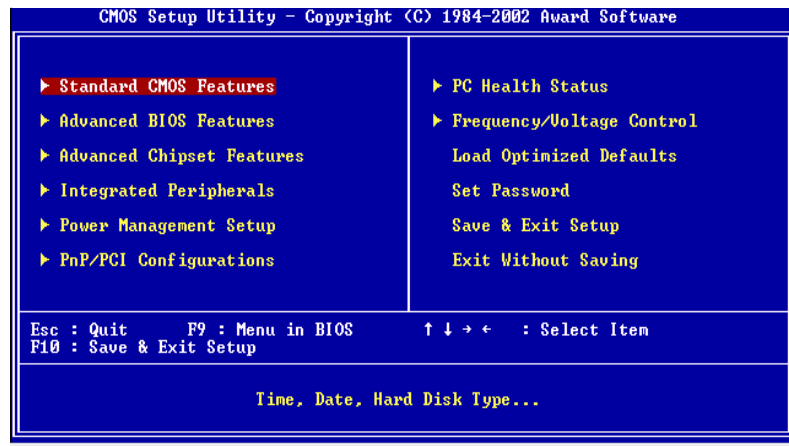 CMOS Setup Utility - Copyright (C) 1984-2002 Award Software
▶ Standard CMOS Features
▶ Advanced BIOS Features
▶ Advanced Chipset Features
▶ Integrated Peripherals
▶ Power Management Setup
▶ PnP/PCI Configurations
▶ PC Health Status
▶ Frequency/Voltage Control
Load Optimized Defaults
Set Password
Save & Exit Setup
Exit Without Saving
Esc : Quit F9 : Menu in BIOS ↑ ↓ → ← : Select Item
F10 : Save & Exit Setup
Time, Date, Hard Disk Type...